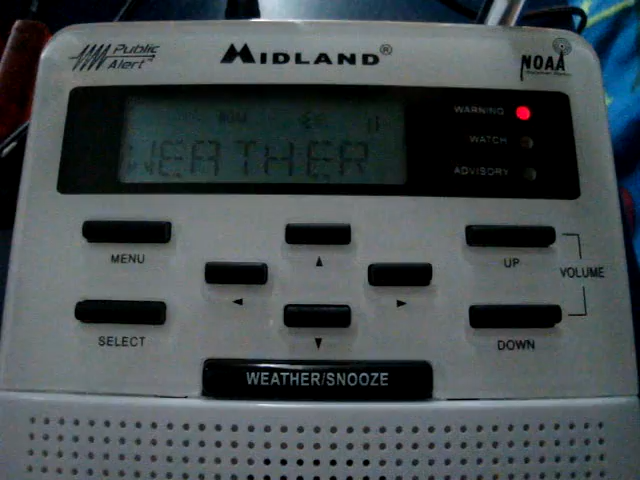 Public
Alert
MIDLAND®
NOAA
WEATHER
WARNING
WATCH
ADVISORY
MENU
UP
VOLUME
SELECT
DOWN
WEATHER/SNOOZE